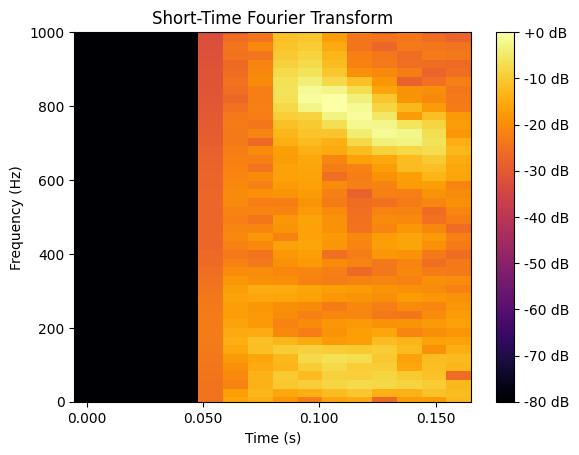 Short-Time Fourier Transform
1000
800
600
400
200
0
Frequency (Hz)
0.000
0.050
0.100
0.150
Time (s)
+0 dB
-10 dB
-20 dB
-30 dB
-40 dB
-50 dB
-60 dB
-70 dB
-80 dB